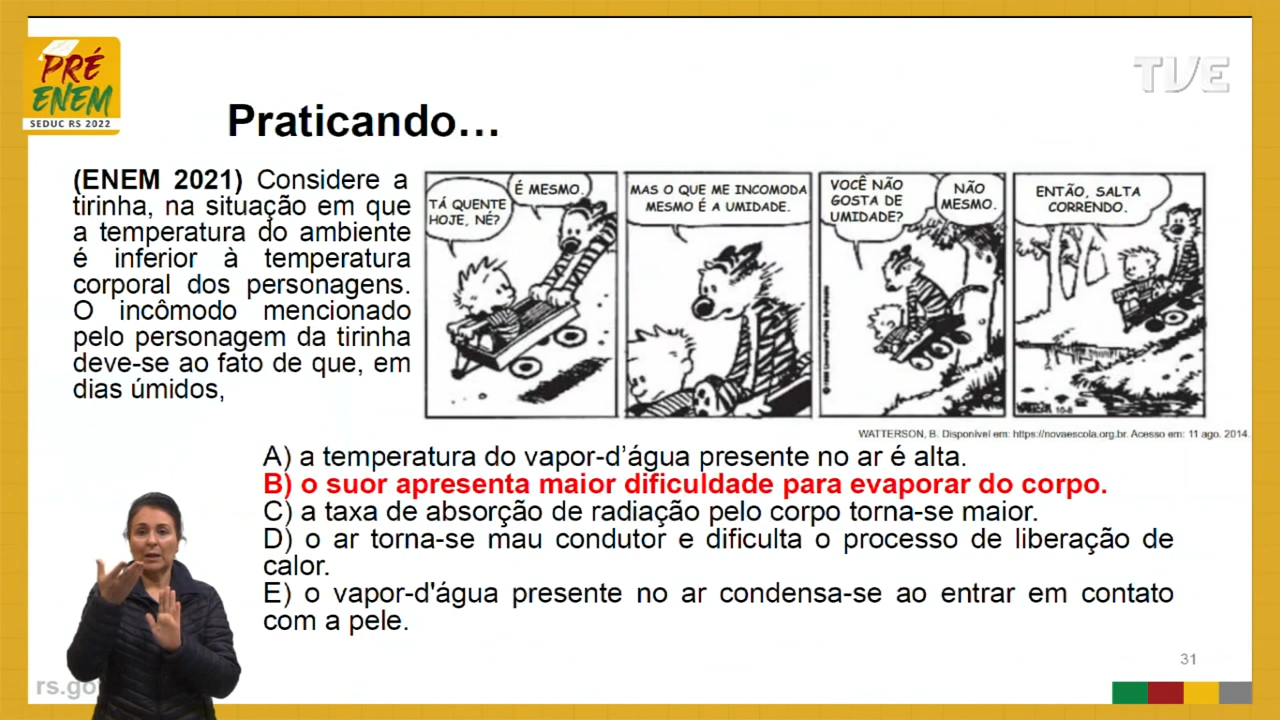 PRÉ
ENEM
SEDUC RS 2022
TVE
Praticando...
(ENEM 2021) Considere a
tirinha, na situação em que
a temperatura do ambiente
é inferior à temperatura
corporal dos personagens.
O incômodo mencionado
pelo personagem da tirinha
deve-se ao fato de que, em
dias úmidos,
TÁ QUENTE
HOJE, NÉ?
É MESMO.
MAS O QUE ME INCOMODA
MESMO É A UMIDADE.
VOCÊ NÃO
GOSTA DE
UMIDADE?
NÃO
MESMO.
ENTÃO, SALTA
CORRENDO.
WATTERSON, B. Disponível em: https://novaescola.org.br. Acesso em: 11 ago. 2014.
A) a temperatura do vapor-d’água presente no ar é alta.
B) o suor apresenta maior dificuldade para evaporar do corpo.
C) a taxa de absorção de radiação pelo corpo torna-se maior.
D) o ar torna-se mau condutor e dificulta o processo de liberação de
calor.
E) o vapor-d'água presente no ar condensa-se ao entrar em contato
com a pele.
31
rs.go